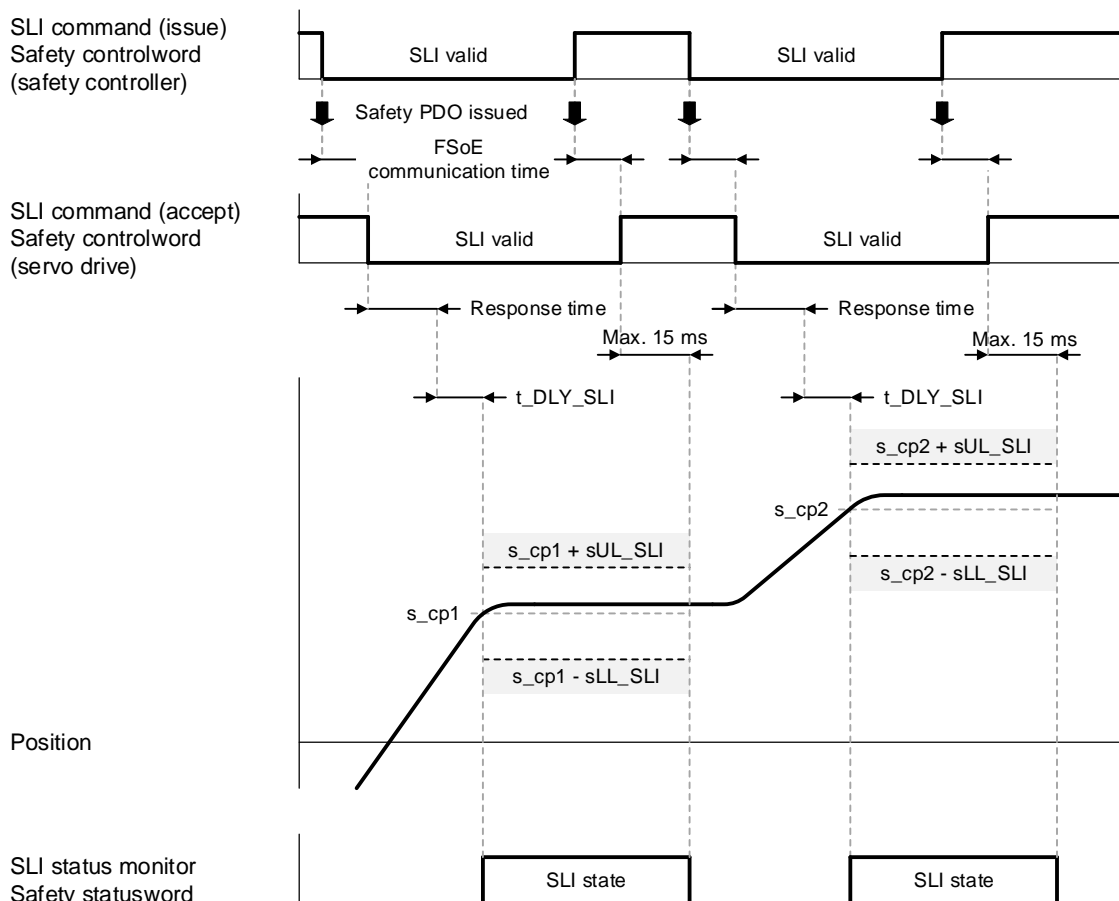 SLI command (issue)
Safety controlword
(safety controller)
SLI valid
SLI valid
Safety PDO issued
FSoE
communication time
SLI command (accept)
Safety controlword
(servo drive)
SLI valid
SLI valid
Response time
Response time
Max. 15 ms
Max. 15 ms
t_DLY_SLI
t_DLY_SLI
s_cp2 + sUL_SLI
s_cp2
s_cp1 + sUL_SLI
s_cp2 - sLL_SLI
s_cp1
s_cp1 - sLL_SLI
Position
SLI status monitor
Safety statusword
SLI state
SLI state